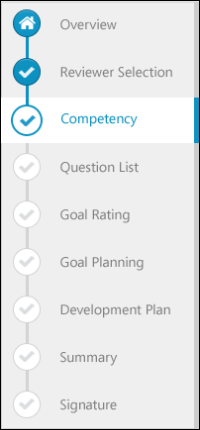 Overview
Reviewer Selection
Competency
Question List
Goal Rating
Goal Planning
Development Plan
Summary
Signature